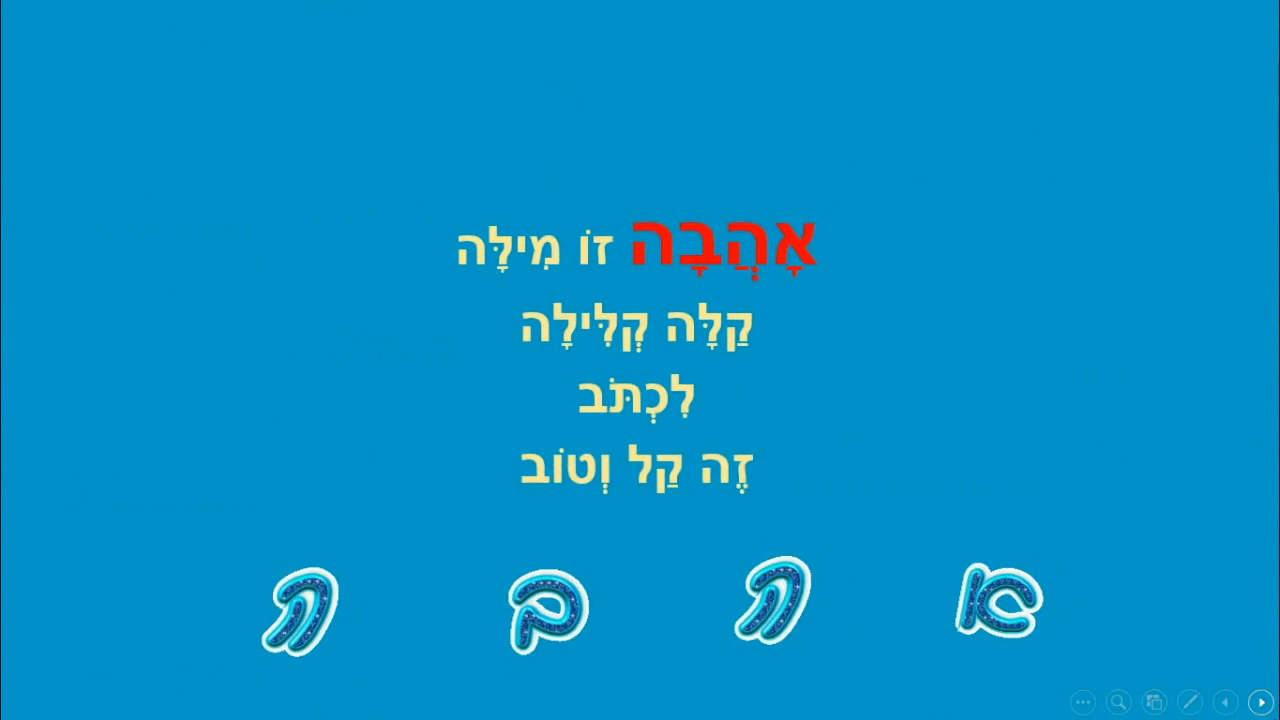 אַהֲבָה זוֹ מִילָּה
קַלָּה קְלִּילָה
לִכְתֹּב
זֶה קַל וְטוֹב
א ה ב ה